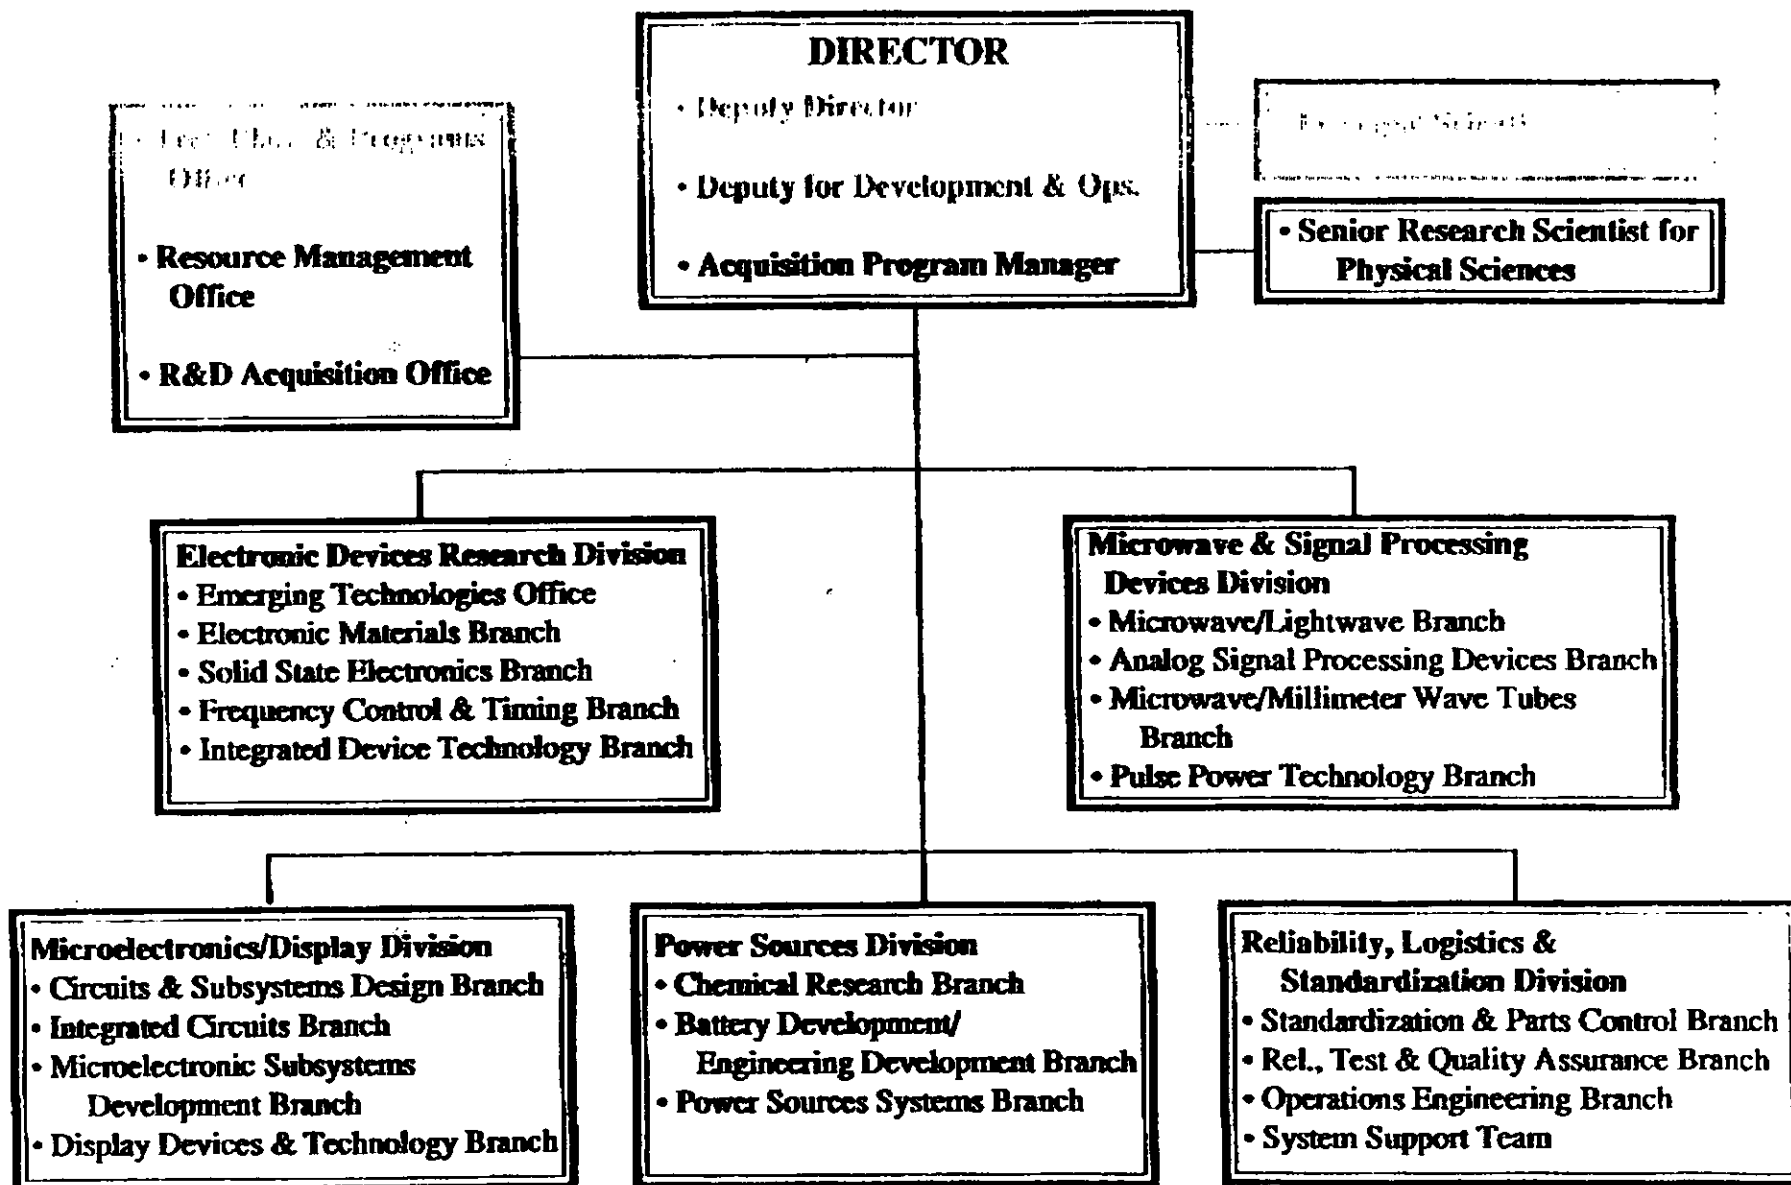 DIRECTOR
• Deputy Director
• Deputy for Development & Ops.
• Acquisition Program Manager
& Programs
Office
• Resource Management
Office
• R&D Acquisition Office
• Senior Research Scientist for
Physical Sciences
Electronic Devices Research Division
• Emerging Technologies Office
• Electronic Materials Branch
• Solid State Electronics Branch
• Frequency Control & Timing Branch
• Integrated Device Technology Branch
Microwave & Signal Processing
Devices Division
• Microwave/Lightwave Branch
• Analog Signal Processing Devices Branch
• Microwave/Millimeter Wave Tubes
Branch
• Pulse Power Technology Branch
Microelectronics/Display Division
• Circuits & Subsystems Design Branch
• Integrated Circuits Branch
• Microelectronic Subsystems
Development Branch
• Display Devices & Technology Branch
Power Sources Division
• Chemical Research Branch
• Battery Development/
Engineering Development Branch
• Power Sources Systems Branch
Reliability, Logistics &
Standardization Division
• Standardization & Parts Control Branch
• Rel., Test & Quality Assurance Branch
• Operations Engineering Branch
• System Support Team